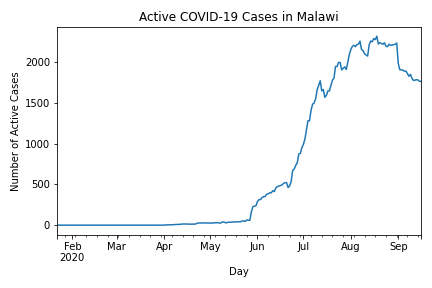 Active COVID-19 Cases in Malawi
Number of Active Cases
2000
1500
1000
500
0
Feb Mar Apr May Jun Jul Aug Sep
2020
Day